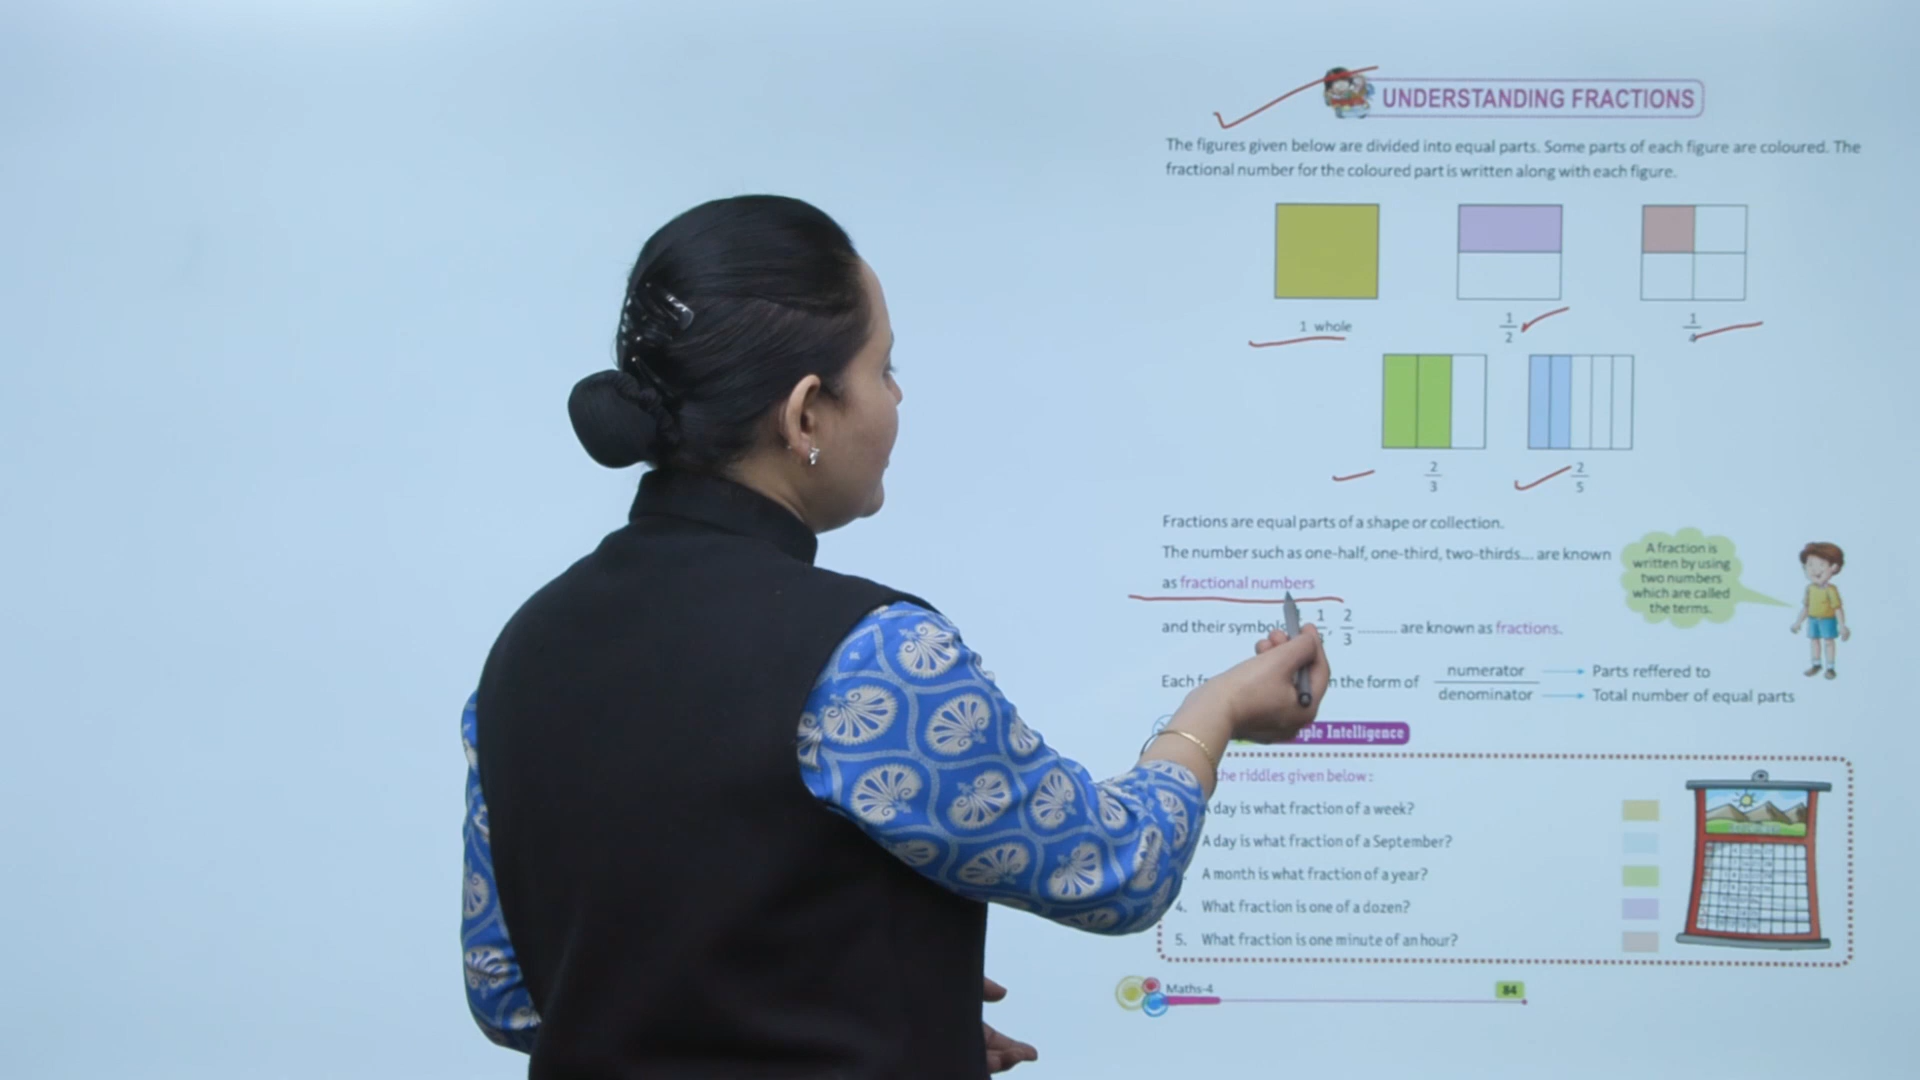 UNDERSTANDING FRACTIONS
The figures given below are divided into equal parts. Some parts of each figure are coloured. The
fractional number for the coloured part is written along with each figure.
1 whole
1/2
1/4
2/3
2/5
Fractions are equal parts of a shape or collection.
The number such as one-half, one-third, two-thirds... are known
as fractional numbers
A fraction is
written by using
two numbers
which are called
the terms.
and their symbols 1, 2/3 .......... are known as fractions.
Each in the form of numerator/denominator
Parts reffered to
Total number of equal parts
Intelligence
the riddles given below :
A day is what fraction of a week?
A day is what fraction of a September?
A month is what fraction of a year?
4. What fraction is one of a dozen?
5. What fraction is one minute of an hour?
Maths-4
84